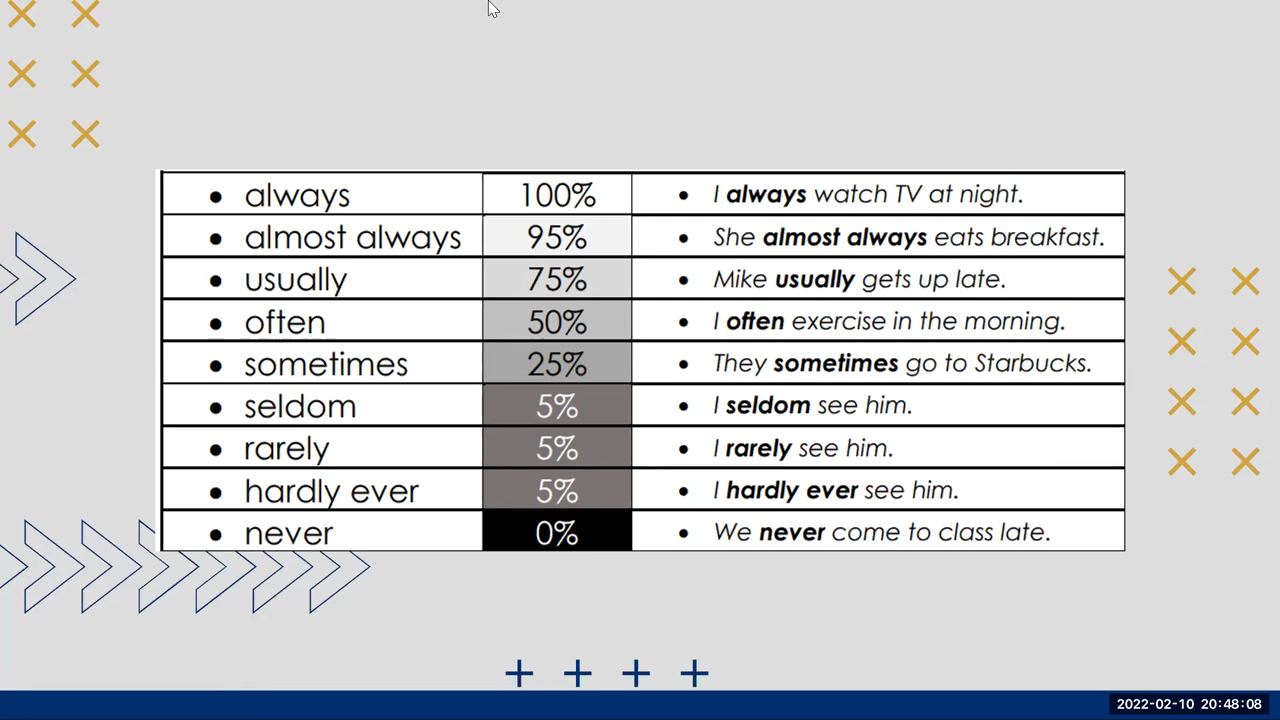 • always 100% • I always watch TV at night.
• almost always 95% • She almost always eats breakfast.
• usually 75% • Mike usually gets up late.
• often 50% • I often exercise in the morning.
• sometimes 25% • They sometimes go to Starbucks.
• seldom 5% • I seldom see him.
• rarely 5% • I rarely see him.
• hardly ever 5% • I hardly ever see him.
• never 0% • We never come to class late.
2022-02-10 20:48:08